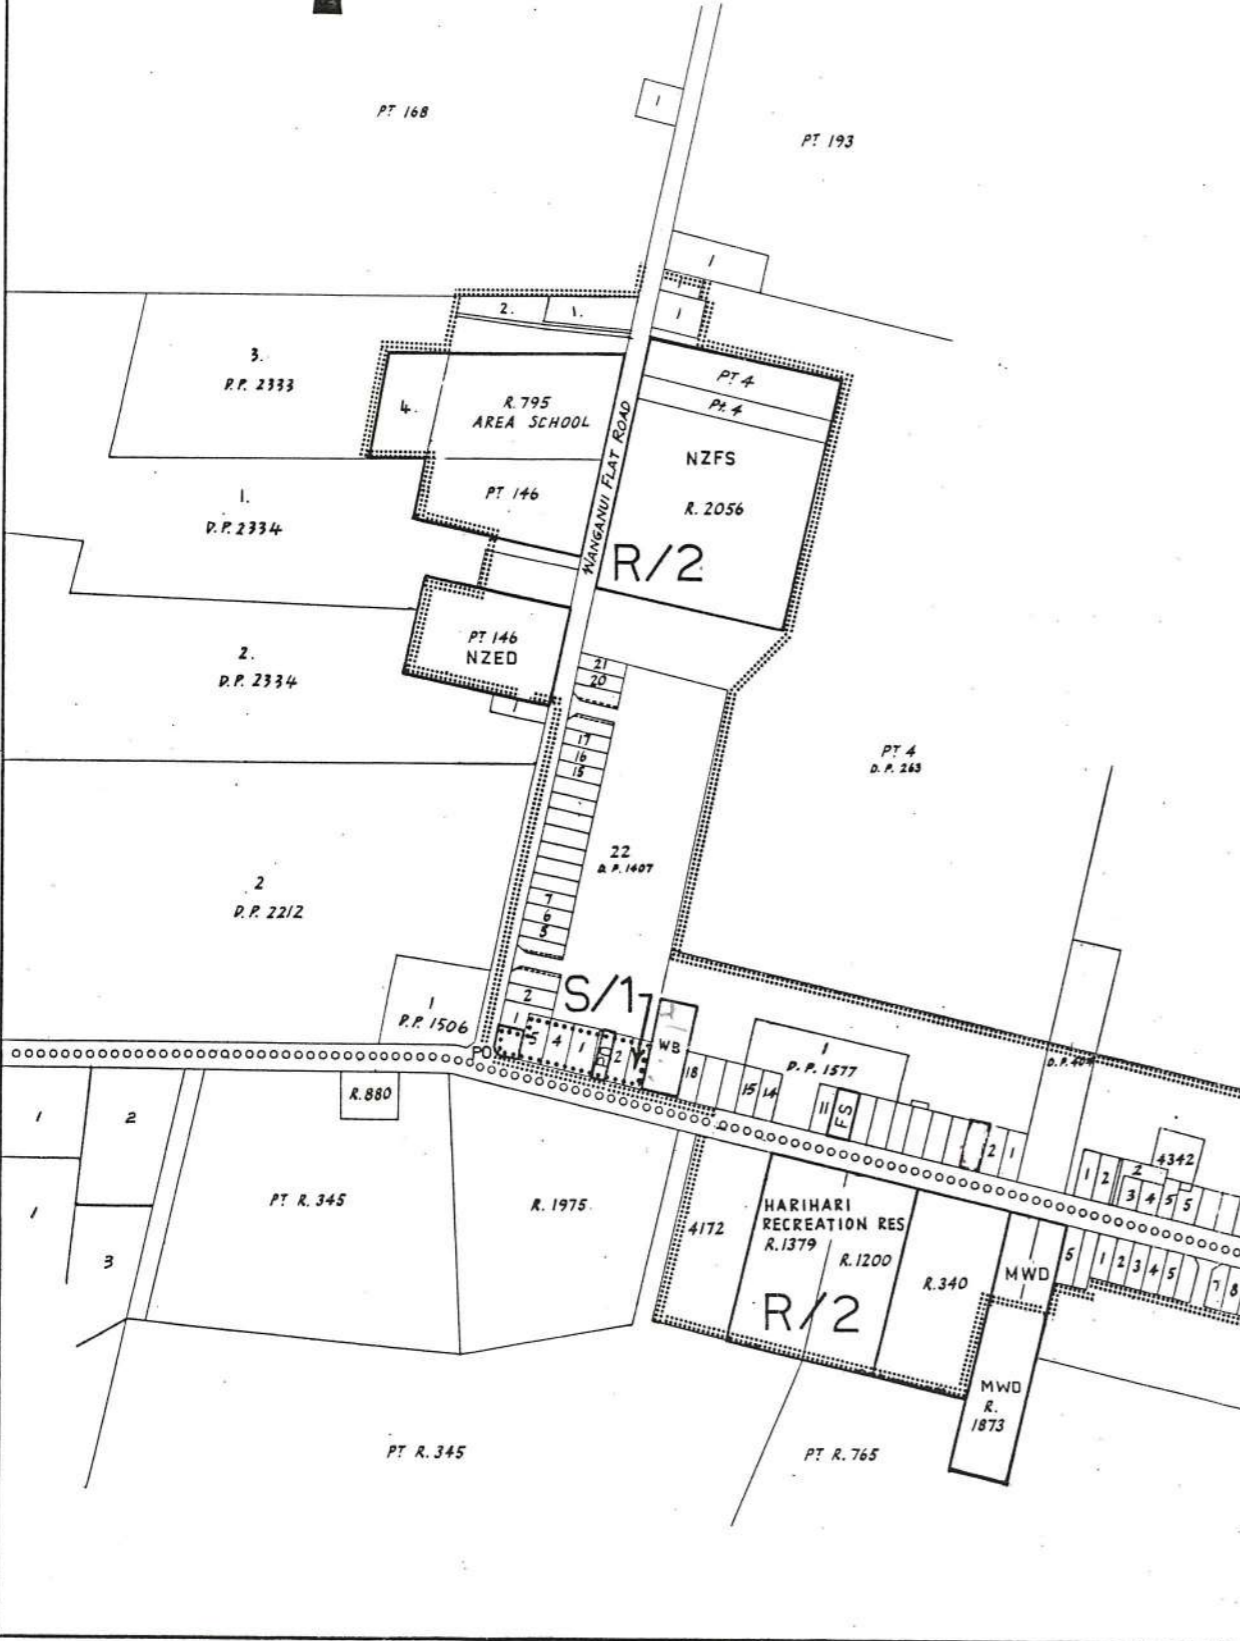 PT 168
1
PT 193
1
1
1
2.
1.
3.
D.P. 2333
4.
R. 795
AREA SCHOOL
PT 4
Pt. 4
NZFS
R. 2056
WANGANUI FLAT ROAD
R/2
1.
D.P. 2334
PT 146
PT 146
NZED
2.
D.P. 2334
1
21
20
17
16
15
PT 4
D.P. 263
22
D.P. 1407
7
6
5
2
D.P. 2212
1
D.P. 1506
2
1
S/1
PO
5
4
1
2
WB
18
15
14
1
D.P. 1577
11
FS
2
1
1
2
2
3
4
5
5
4342
R. 880
1
2
1
3
PT R. 345
R. 1975
4172
HARIHARI
RECREATION RES
R. 1379
R. 1200
R/2
R. 340
MWD
5
1
2
3
4
5
7
8
MWD
R.
1873
PT R. 345
PT R. 765